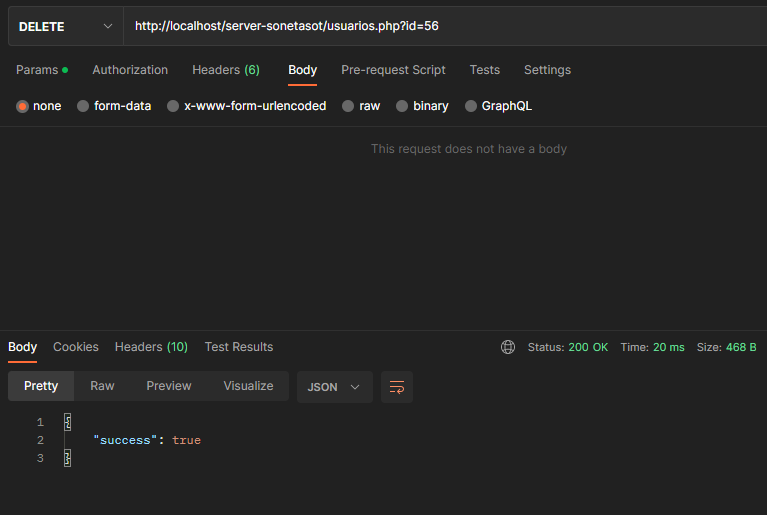 DELETE http://localhost/server-sonetasot/usuarios.php?id=56
Params Authorization Headers (6) Body Pre-request Script Tests Settings
none form-data x-www-form-urlencoded raw binary GraphQL
This request does not have a body
Body Cookies Headers (10) Test Results Status: 200 OK Time: 20 ms Size: 468 B
Pretty Raw Preview Visualize JSON
1 {
2 "success": true
3 }